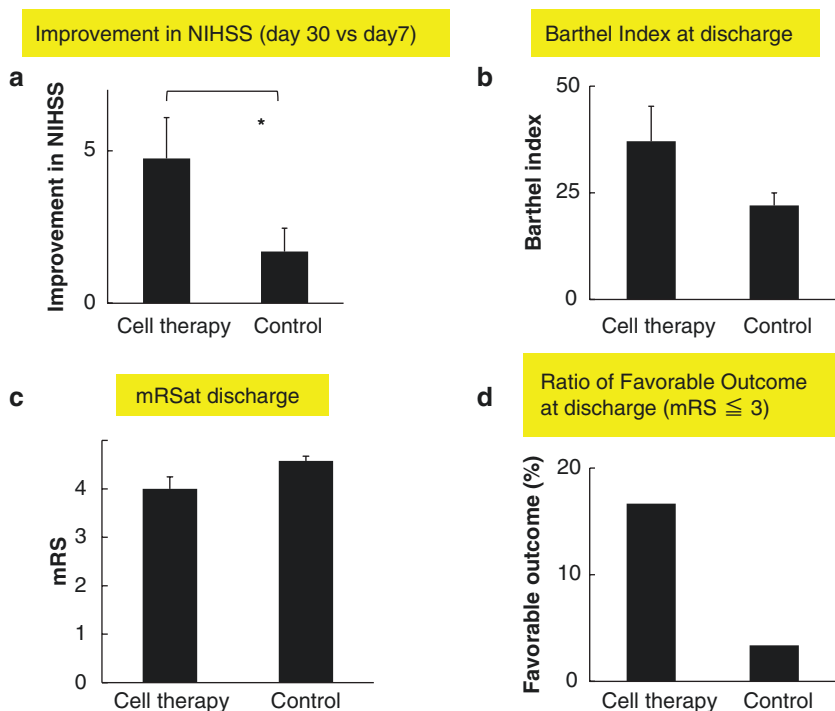 Improvement in NIHSS (day 30 vs day7)
a
Improvement in NIHSS
5
0
*
Cell therapy
Control
Barthel Index at discharge
b
Barthel index
50
25
0
Cell therapy
Control
c
mRSat discharge
mRS
4
3
2
1
0
Cell therapy
Control
d
Ratio of Favorable Outcome
at discharge (mRS ≦ 3)
Favorable outcome (%)
20
10
0
Cell therapy
Control